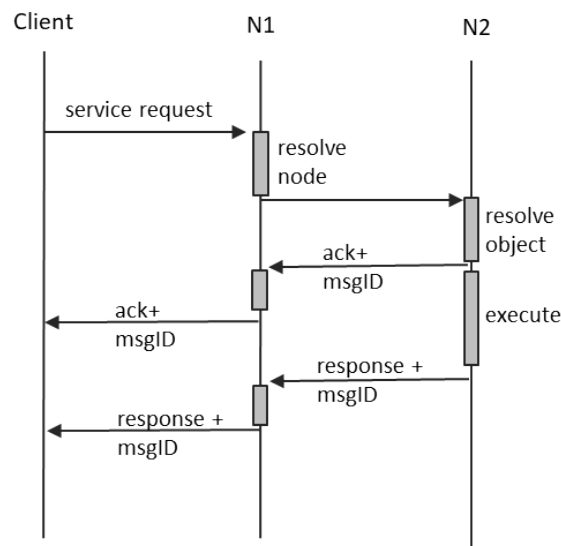 Client
N1
N2
service request
resolve
node
resolve
object
ack+
msgID
ack+
msgID
execute
response +
msgID
response +
msgID